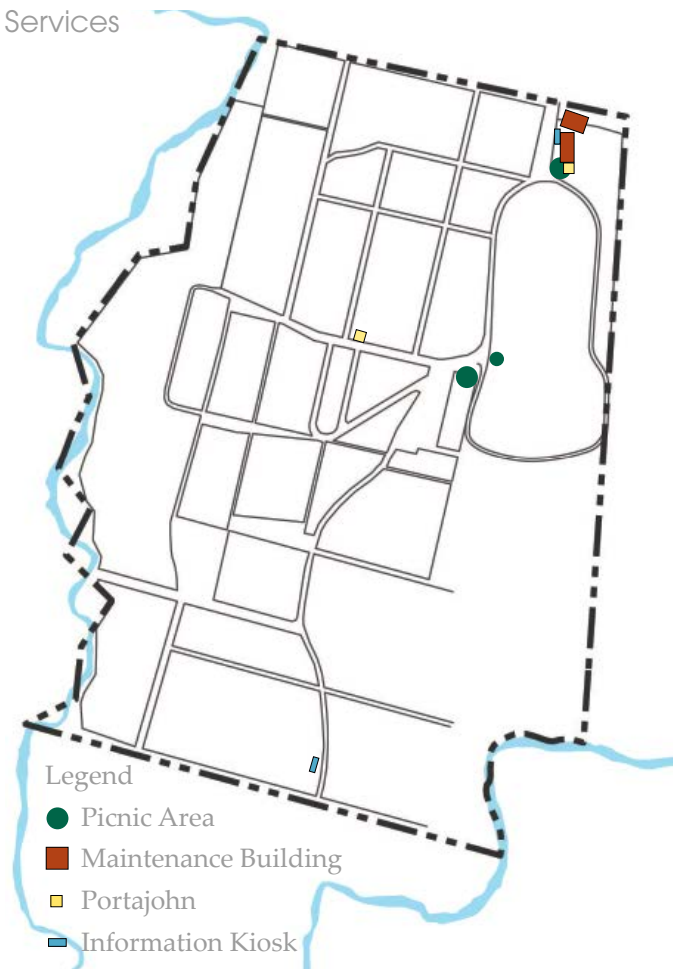 Services
Legend
Picnic Area
Maintenance Building
Portajohn
Information Kiosk